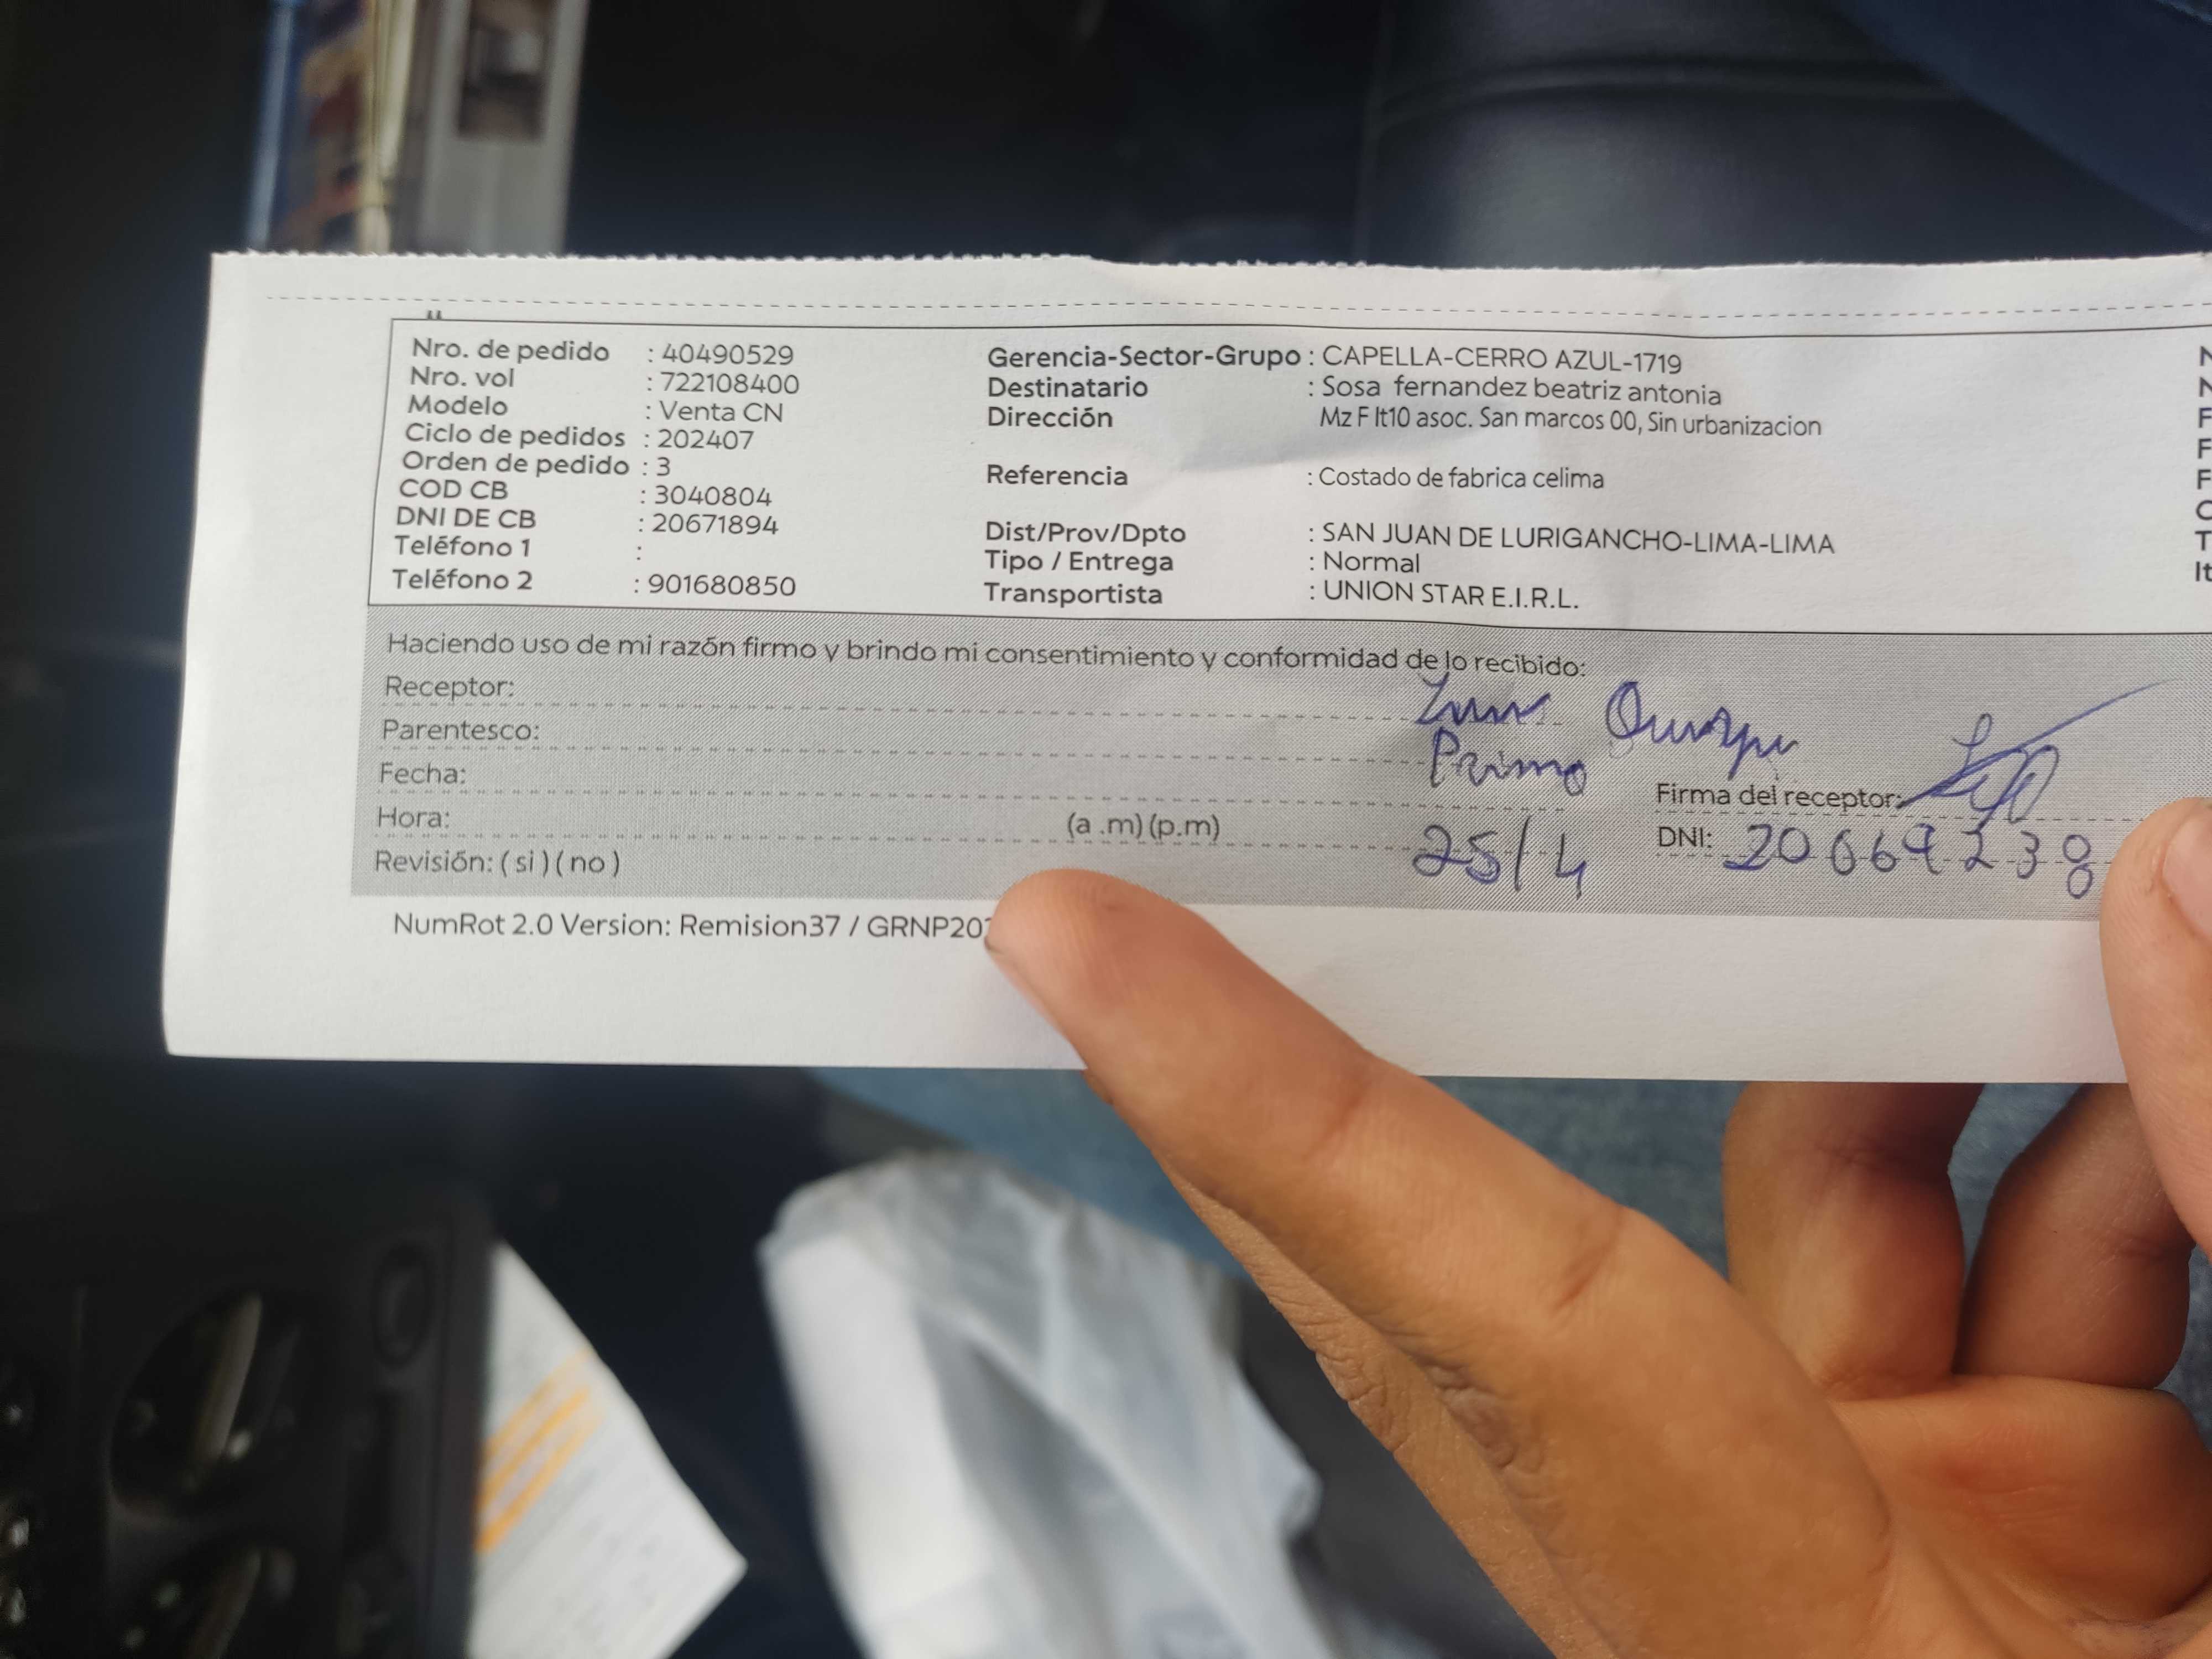 Nro. de pedido : 40490529
Nro. vol : 722108400
Modelo : Venta CN
Ciclo de pedidos : 202407
Orden de pedido : 3
COD CB : 3040804
DNI DE CB : 20671894
Teléfono 1 :
Teléfono 2 : 901680850
Gerencia-Sector-Grupo : CAPELLA-CERRO AZUL-1719
Destinatario : Sosa fernandez beatriz antonia
Dirección Mz F lt10 asoc. San marcos 00, Sin urbanizacion
Referencia : Costado de fabrica celima
Dist/Prov/Dpto : SAN JUAN DE LURIGANCHO-LIMA-LIMA
Tipo / Entrega : Normal
Transportista : UNION STAR E.I.R.L.
Haciendo uso de mi razón firmo y brindo mi consentimiento y conformidad de lo recibido:
Receptor:
Parentesco: Primo
Fecha:
Firma del receptor:
Hora: (a .m) (p.m) 25/4
DNI: 20669238
Revisión: ( si ) ( no )
NumRot 2.0 Version: Remision37 / GRNP20